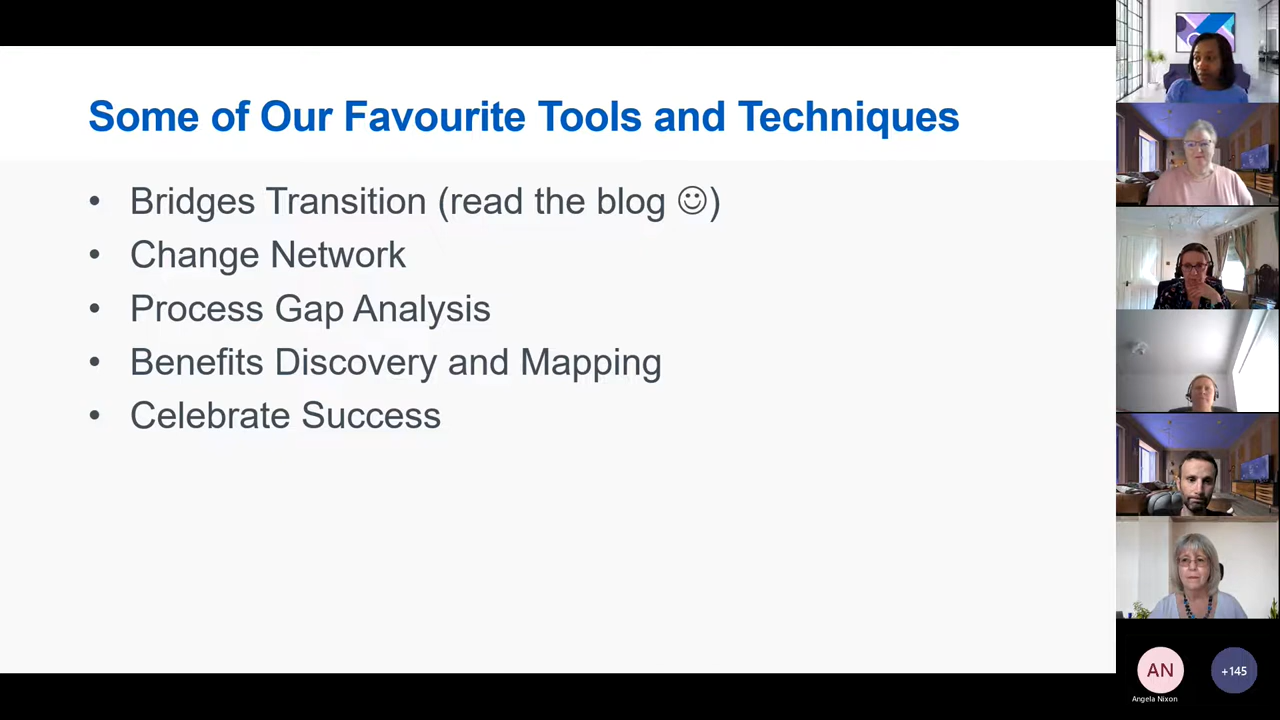 Some of Our Favourite Tools and Techniques
• Bridges Transition (read the blog ☺)
• Change Network
• Process Gap Analysis
• Benefits Discovery and Mapping
• Celebrate Success
AN
+145
Angela Nixon